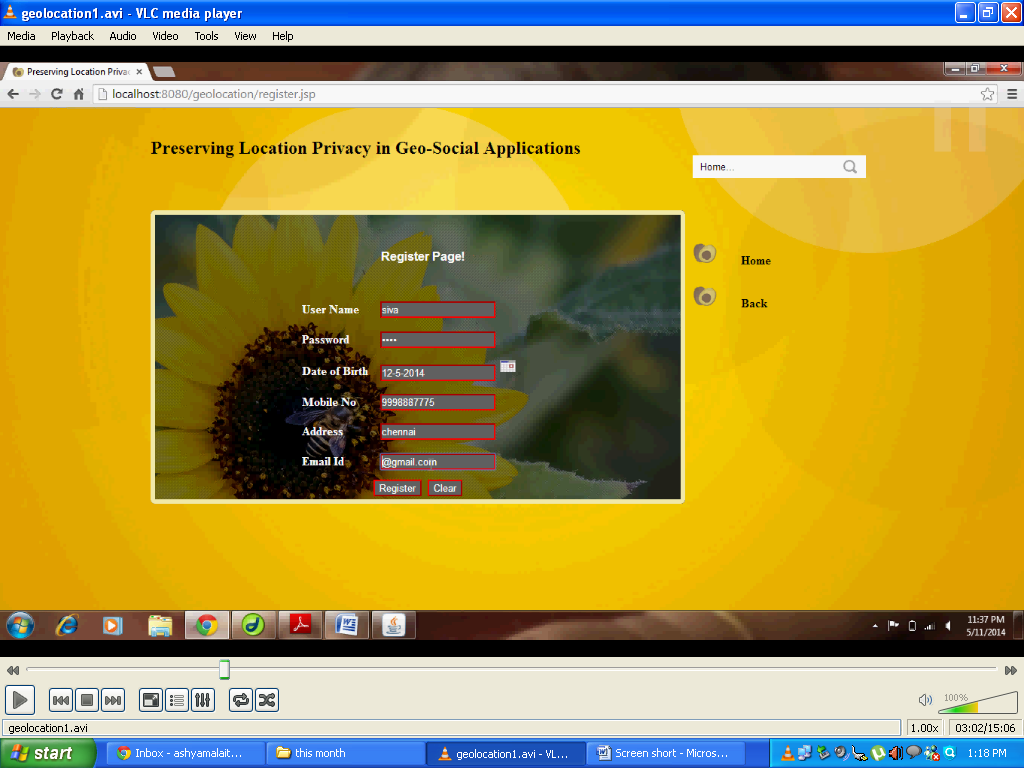 geolocation1.avi - VLC media player
Media Playback Audio Video Tools View Help
Preserving Location Priva
localhost:8080/geolocation/register.jsp
Preserving Location Privacy in Geo-Social Applications
Home...
Register Page!
Home
Back
User Name siva
Password ••••
Date of Birth 12-5-2014
Mobile No 9998887775
Address chennai
Email Id @gmail.com
Register Clear
11:37 PM
5/11/2014
100%
geolocation1.avi 1.00x 03:02/15:06
start Inbox - ashyamalait... this month geolocation1.avi - VL... Screen short - Micros... 1:18 PM